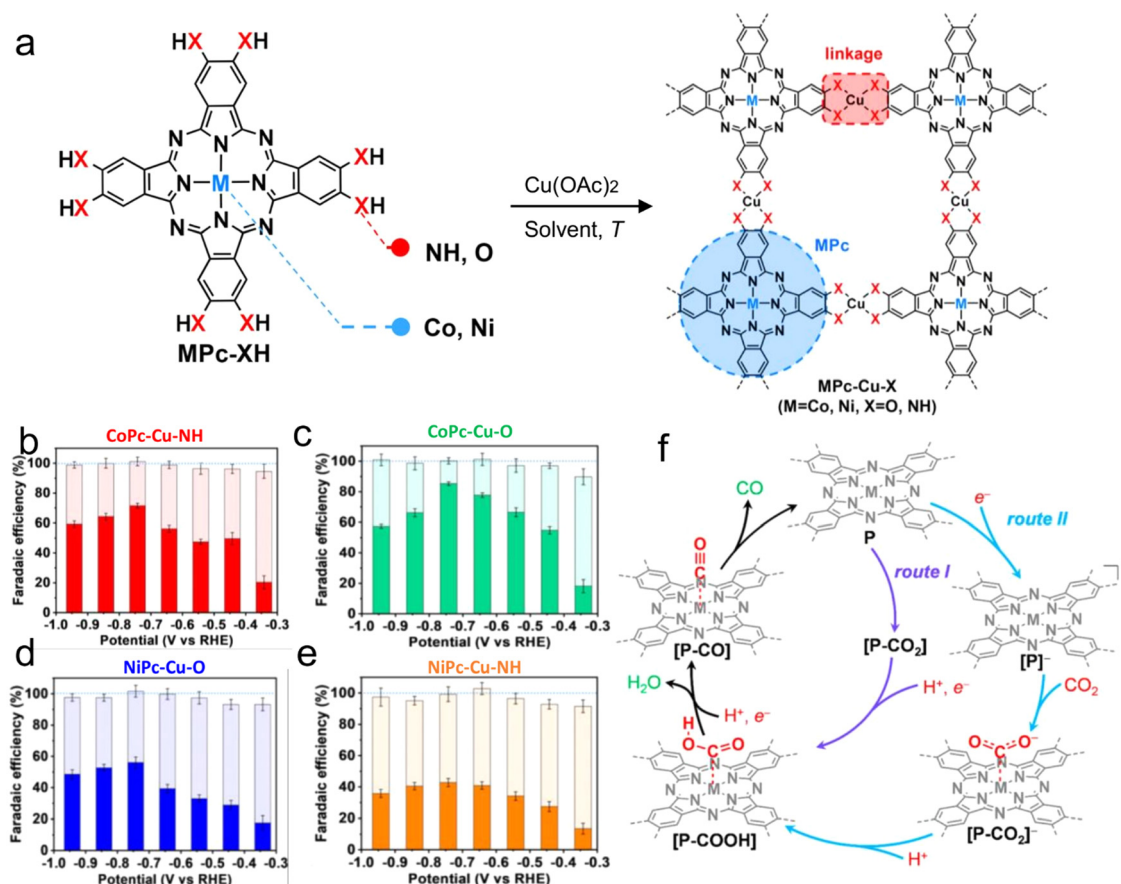 a
HX XH
HX XH
HX XH
HX XH
N N N
N M N
N N N
MPc-XH
NH, O
Co, Ni
Cu(OAc)2
Solvent, T
linkage
X Cu X
X X
MPc
MPc-Cu-X
(M=Co, Ni, X=O, NH)
b
CoPc-Cu-NH
Faradaic efficiency (%)
100
80
60
40
20
0
-1.0 -0.9 -0.8 -0.7 -0.6 -0.5 -0.4 -0.3
Potential (V vs RHE)
c
CoPc-Cu-O
Faradaic efficiency (%)
100
80
60
40
20
0
-1.0 -0.9 -0.8 -0.7 -0.6 -0.5 -0.4 -0.3
Potential (V vs RHE)
d
NiPc-Cu-O
Faradaic efficiency (%)
100
80
60
40
20
0
-1.0 -0.9 -0.8 -0.7 -0.6 -0.5 -0.4 -0.3
Potential (V vs RHE)
e
NiPc-Cu-NH
Faradaic efficiency (%)
100
80
60
40
20
0
-1.0 -0.9 -0.8 -0.7 -0.6 -0.5 -0.4 -0.3
Potential (V vs RHE)
f
CO
P
e⁻
route II
route I
[P-CO]
[P-CO₂]
[P]⁻
H₂O
H⁺, e⁻
H⁺, e⁻
CO₂
[P-COOH]
[P-CO₂]⁻
H⁺